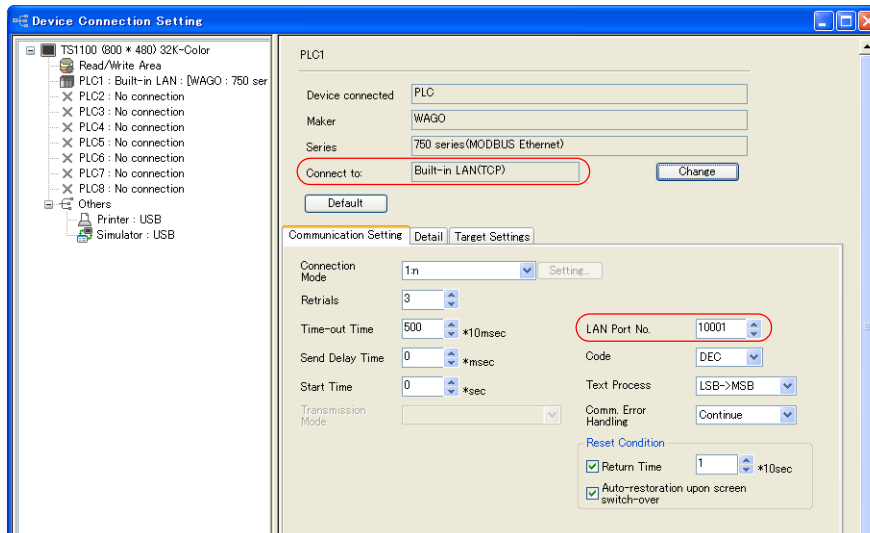 Device Connection Setting
TS1100 (800 * 480) 32K-Color
Read/Write Area
PLC1 : Built-in LAN : [WAGO : 750 ser
PLC2 : No connection
PLC3 : No connection
PLC4 : No connection
PLC5 : No connection
PLC6 : No connection
PLC7 : No connection
PLC8 : No connection
Others
Printer : USB
Simulator : USB
PLC1
Device connected PLC
Maker WAGO
Series 750 series(MODBUS Ethernet)
Connect to: Built-in LAN(TCP) Change
Default
Communication Setting Detail Target Settings
Connection
Mode 1:n Setting...
Retrials 3
Time-out Time 500 *10msec LAN Port No. 10001
Send Delay Time 0 *msec Code DEC
Start Time 0 *sec Text Process LSB->MSB
Transmission
Mode
Comm. Error
Handling Continue
Reset Condition
Return Time 1 *10sec
Auto-restoration upon screen
switch-over